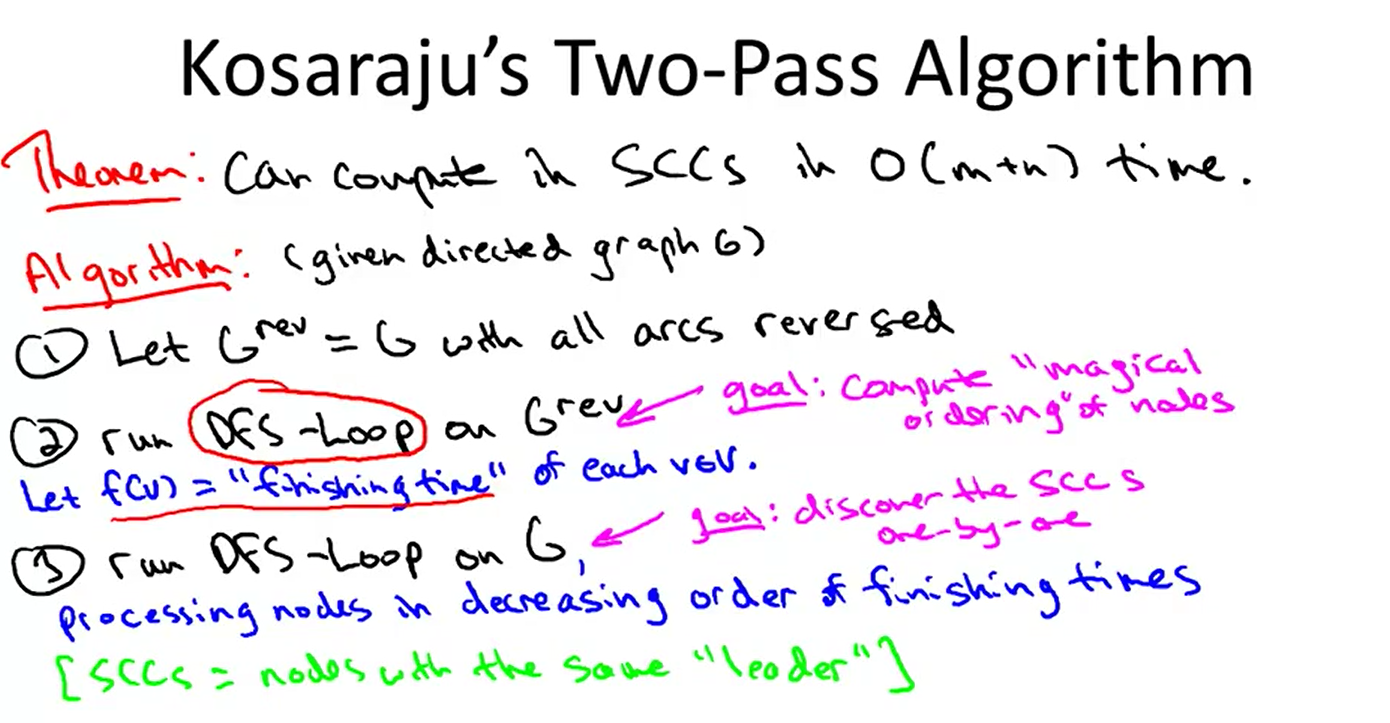 Kosaraju's Two-Pass Algorithm
Theorem: Can compute in SCCs in O(m+n) time.
Algorithm: (given directed graph G)
① Let G^rev = G with all arcs reversed
② run DFS-Loop on G^rev ← goal: compute "magical ordering" of nodes
Let f(v) = "finishing time" of each v∈V.
③ run DFS-Loop on G, ← goal: discover the SCCs one-by-one
processing nodes in decreasing order of finishing times
[SCCs = nodes with the same "leader"]